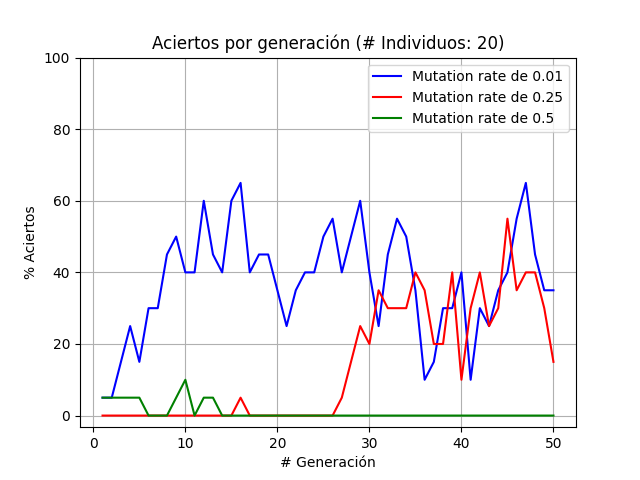 Aciertos por generación (# Individuos: 20)
Mutation rate de 0.01
Mutation rate de 0.25
Mutation rate de 0.5
% Aciertos
100
80
60
40
20
0
0 10 20 30 40 50
# Generación